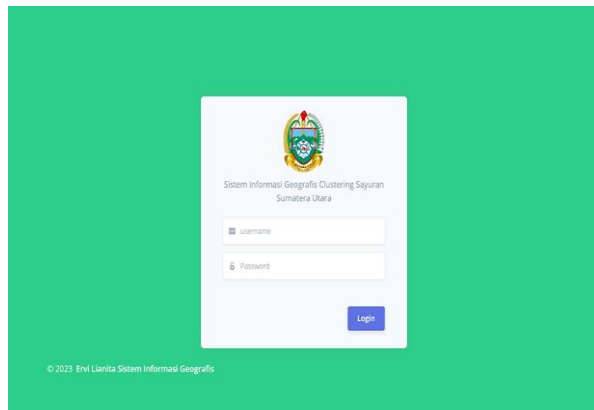 Sistem Informasi Geografis Clustering Sayuran
Sumatera Utara
username
Password
Login
© 2023 Ervi Lianita Sistem Informasi Geografis